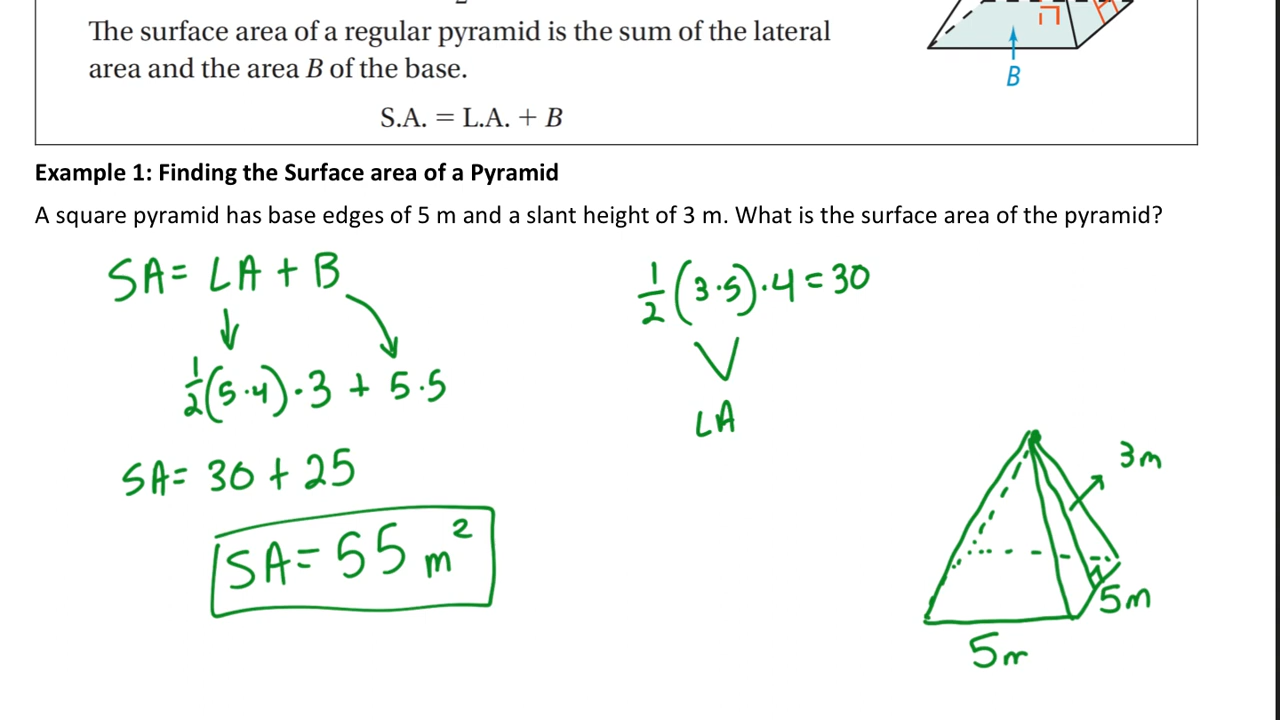 The surface area of a regular pyramid is the sum of the lateral
area and the area B of the base.
B
S.A. = L.A. + B
Example 1: Finding the Surface area of a Pyramid
A square pyramid has base edges of 5 m and a slant height of 3 m. What is the surface area of the pyramid?
SA = LA + B
1/2 (5·4)·3 + 5·5
SA = 30 + 25
SA = 55 m²
1/2 (3·5)·4 = 30
LA
3m
5m
5m